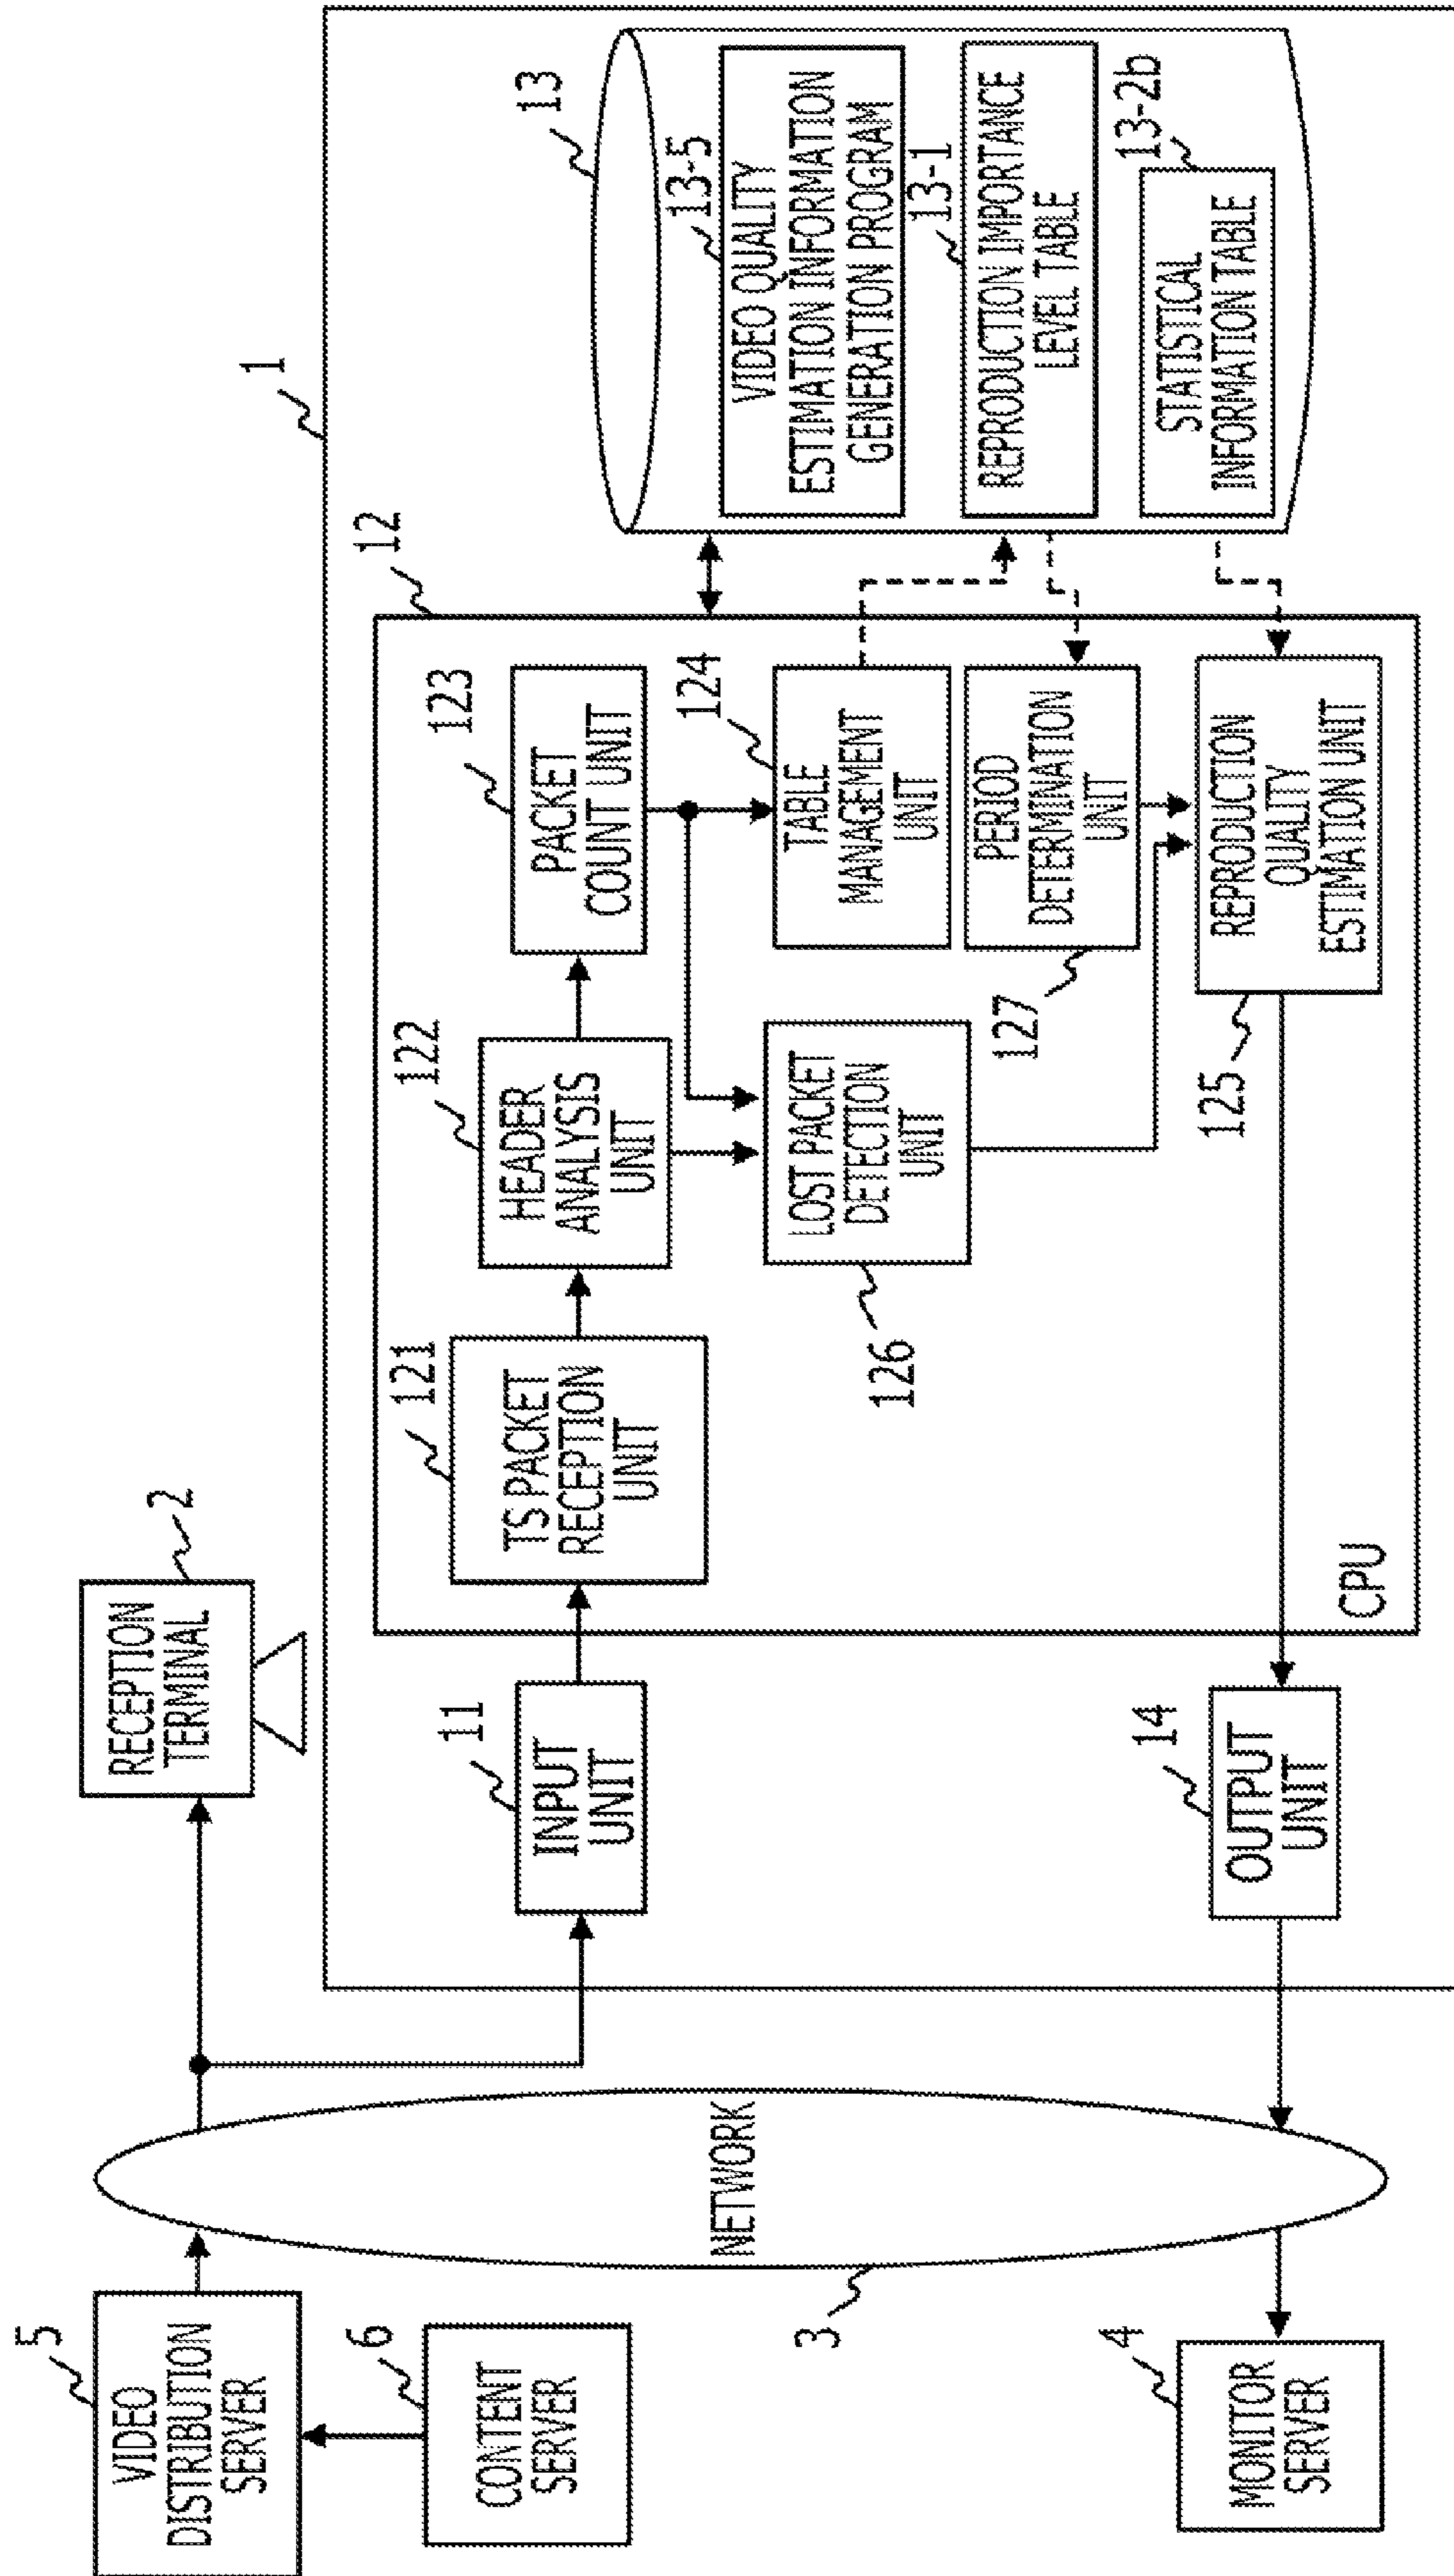 5
VIDEO
DISTRIBUTION
SERVER
6
CONTENT
SERVER
NETWORK
3
4
MONITOR
SERVER
RECEPTION
TERMINAL
2
1
11
INPUT
UNIT
14
OUTPUT
UNIT
12
CPU
121
TS PACKET
RECEPTION
UNIT
122
HEADER
ANALYSIS
UNIT
123
PACKET
COUNT UNIT
126
LOST PACKET
DETECTION
UNIT
124
TABLE
MANAGEMENT
UNIT
127
PERIOD
DETERMINATION
UNIT
125
REPRODUCTION
QUALITY
ESTIMATION UNIT
13
13-5
VIDEO QUALITY
ESTIMATION INFORMATION
GENERATION PROGRAM
13-1
REPRODUCTION IMPORTANCE
LEVEL TABLE
13-2b
STATISTICAL
INFORMATION TABLE